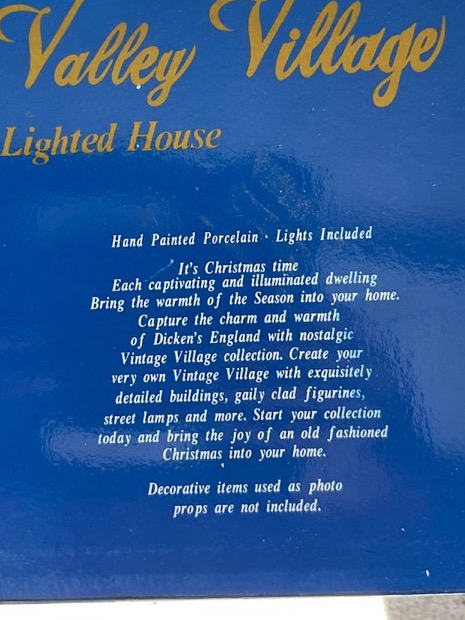 Valley Village
Lighted House
Hand Painted Porcelain · Lights Included
It's Christmas time
Each captivating and illuminated dwelling
Bring the warmth of the Season into your home.
Capture the charm and warmth
of Dicken's England with nostalgic
Vintage Village collection. Create your
very own Vintage Village with exquisitely
detailed buildings, gaily clad figurines,
street lamps and more. Start your collection
today and bring the joy of an old fashioned
Christmas into your home.
Decorative items used as photo
props are not included.